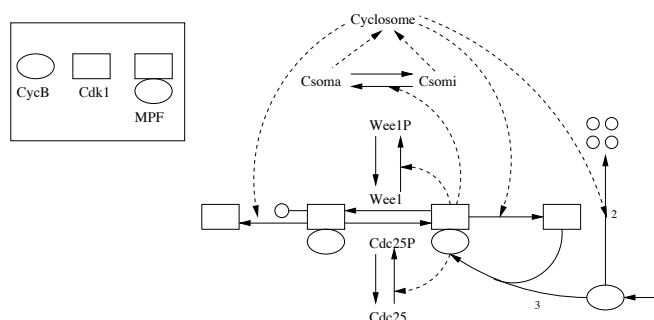 Cyclosome
Csoma
Csomi
CycB
Cdk1
MPF
Wee1P
Wee1
2
Cdc25P
3
Cdc25